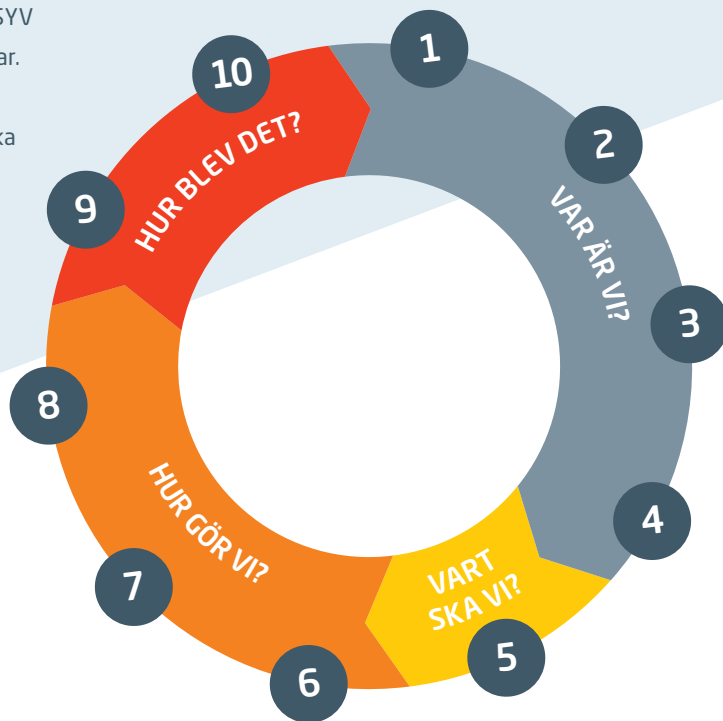 SYV
ar.
ka
1
2
VAR ÄR VI?
3
4
VART
SKA VI?
5
6
HUR GÖR VI?
7
8
9
HUR BLEV DET?
10